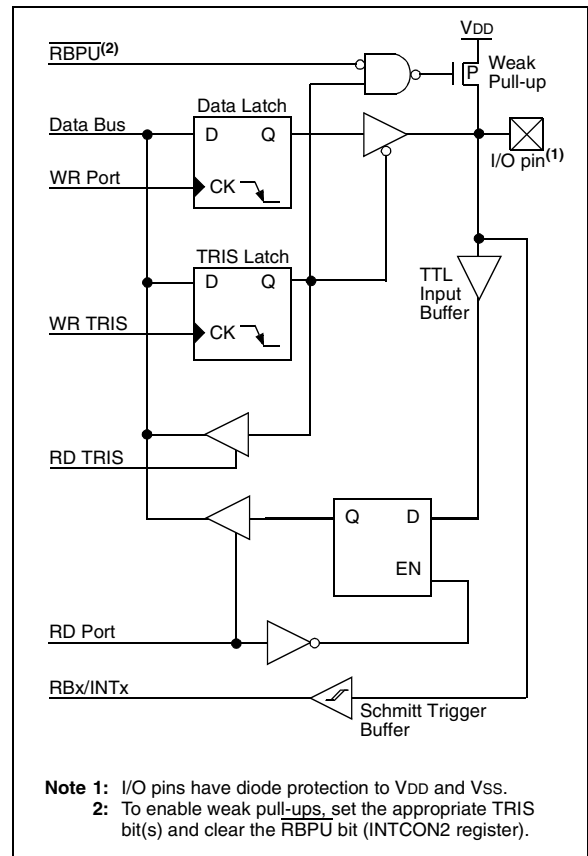 VDD
RBPU(2)
P
Weak
Pull-up
Data Latch
Data Bus
D Q
I/O pin(1)
WR Port
CK
TRIS Latch
D Q
TTL
Input
Buffer
WR TRIS
CK
RD TRIS
Q D
EN
RD Port
RBx/INTx
Schmitt Trigger
Buffer
Note 1: I/O pins have diode protection to VDD and VSS.
2: To enable weak pull-ups, set the appropriate TRIS
bit(s) and clear the RBPU bit (INTCON2 register).